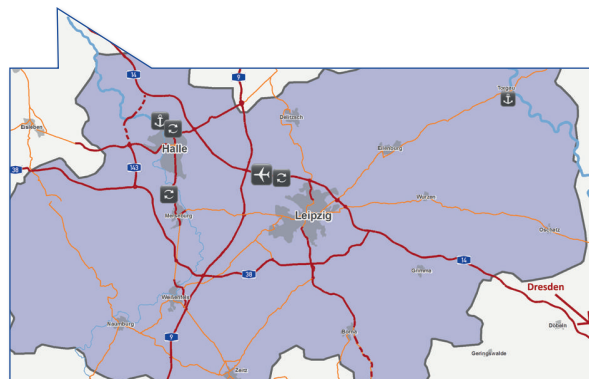 14
9
Torgau
Eisleben
Delitzsch
Halle
Eilenburg
38
143
Wurzen
Merseburg
Leipzig
Oschatz
14
Grimma
38
Weißenfels
Dresden
Naumburg
Borna
Döbeln
9
Geringswalde
Zeitz